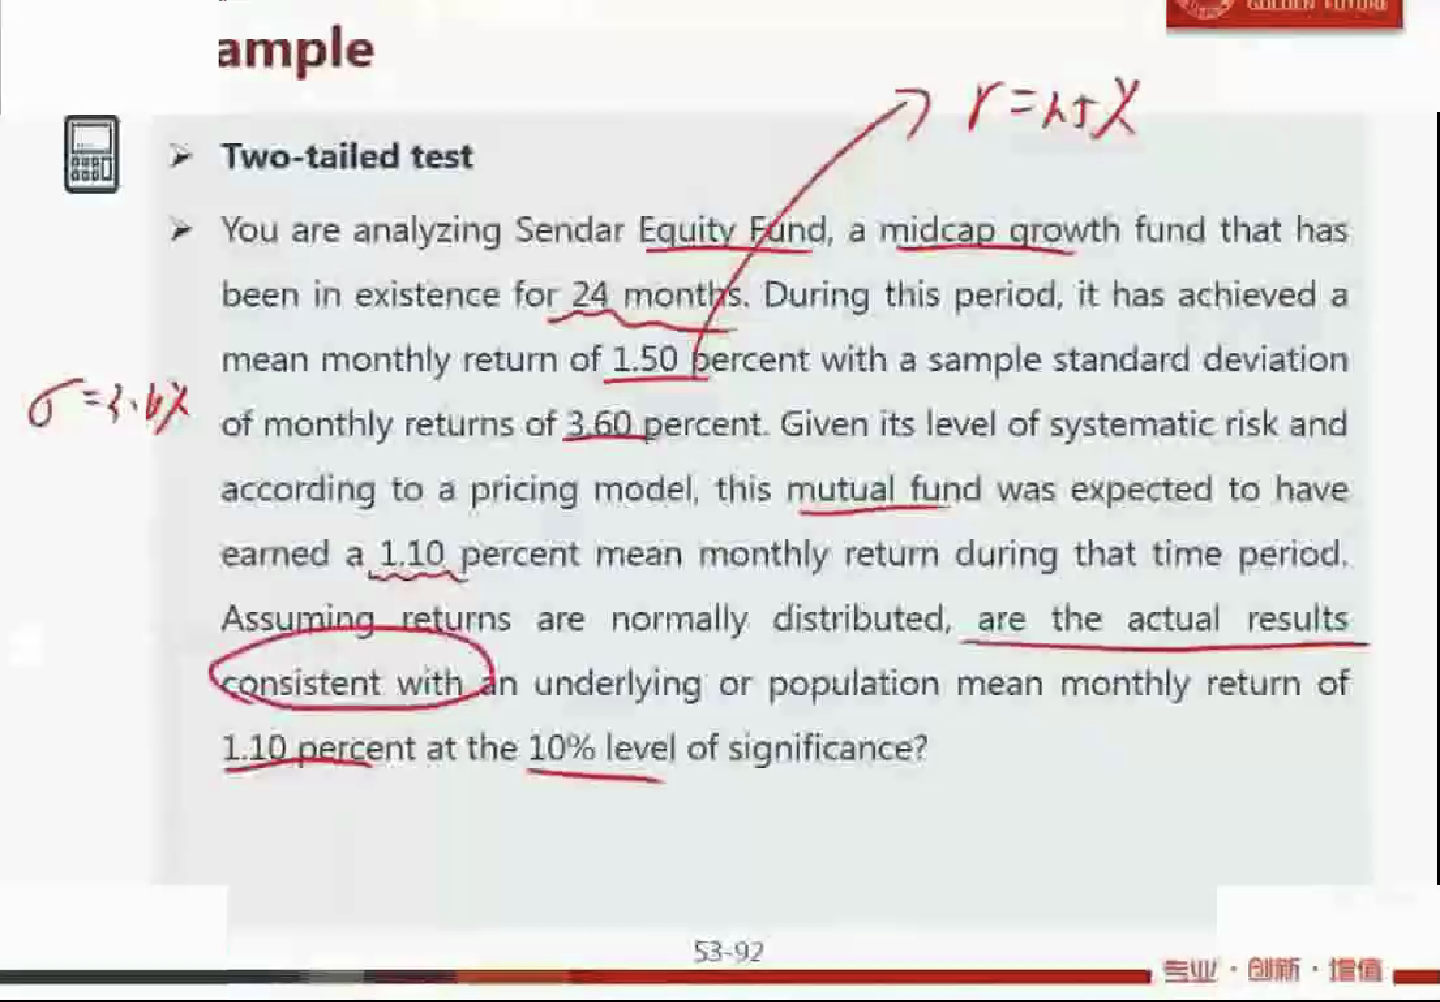 GOLDEN FUTURE
ample
Two-tailed test
You are analyzing Sendar Equity Fund, a midcap growth fund that has
been in existence for 24 months. During this period, it has achieved a
mean monthly return of 1.50 percent with a sample standard deviation
σ=3.6%
of monthly returns of 3.60 percent. Given its level of systematic risk and
according to a pricing model, this mutual fund was expected to have
earned a 1.10 percent mean monthly return during that time period.
Assuming returns are normally distributed, are the actual results
consistent with an underlying or population mean monthly return of
1.10 percent at the 10% level of significance?
53-92
专业 · 创新 · 增值